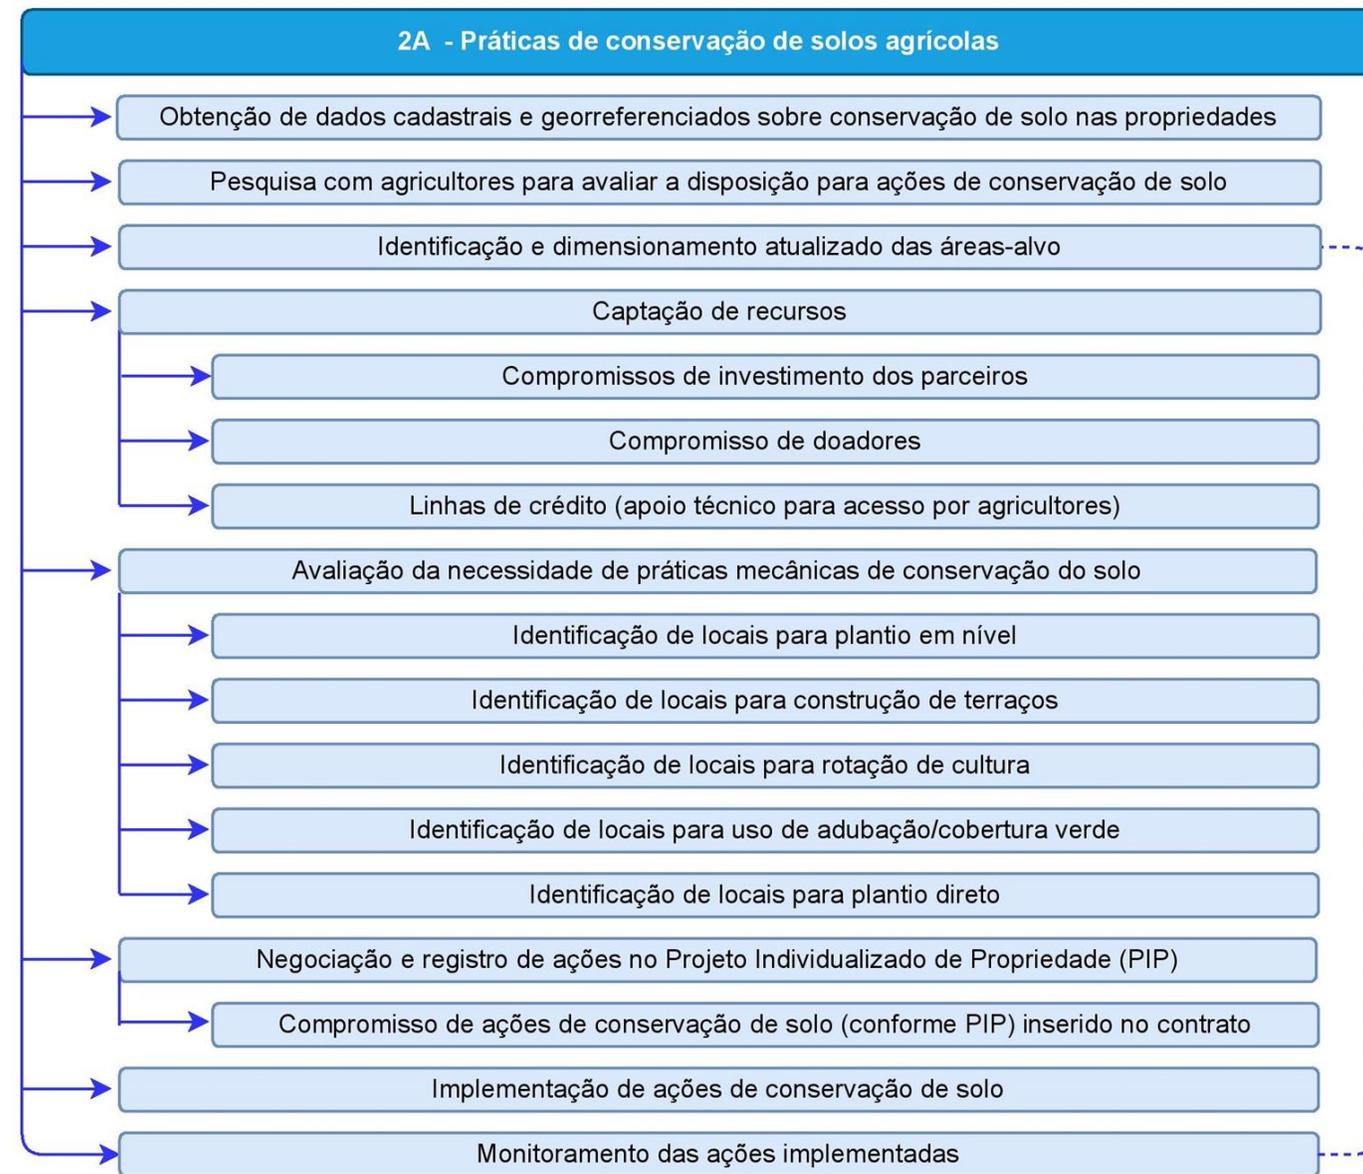 2A  - Práticas de conservação de solos agrícolas
Obtenção de dados cadastrais e georreferenciados sobre conservação de solo nas propriedades
Pesquisa com agricultores para avaliar a disposição para ações de conservação de solo
Identificação e dimensionamento atualizado das áreas-alvo
Captação de recursos
Compromissos de investimento dos parceiros
Compromisso de doadores
Linhas de crédito (apoio técnico para acesso por agricultores)
Avaliação da necessidade de práticas mecânicas de conservação do solo
Identificação de locais para plantio em nível
Identificação de locais para construção de terraços
Identificação de locais para rotação de cultura
Identificação de locais para uso de adubação/cobertura verde
Identificação de locais para plantio direto
Negociação e registro de ações no Projeto Individualizado de Propriedade (PIP)
Compromisso de ações de conservação de solo (conforme PIP) inserido no contrato
Implementação de ações de conservação de solo
Monitoramento das ações implementadas